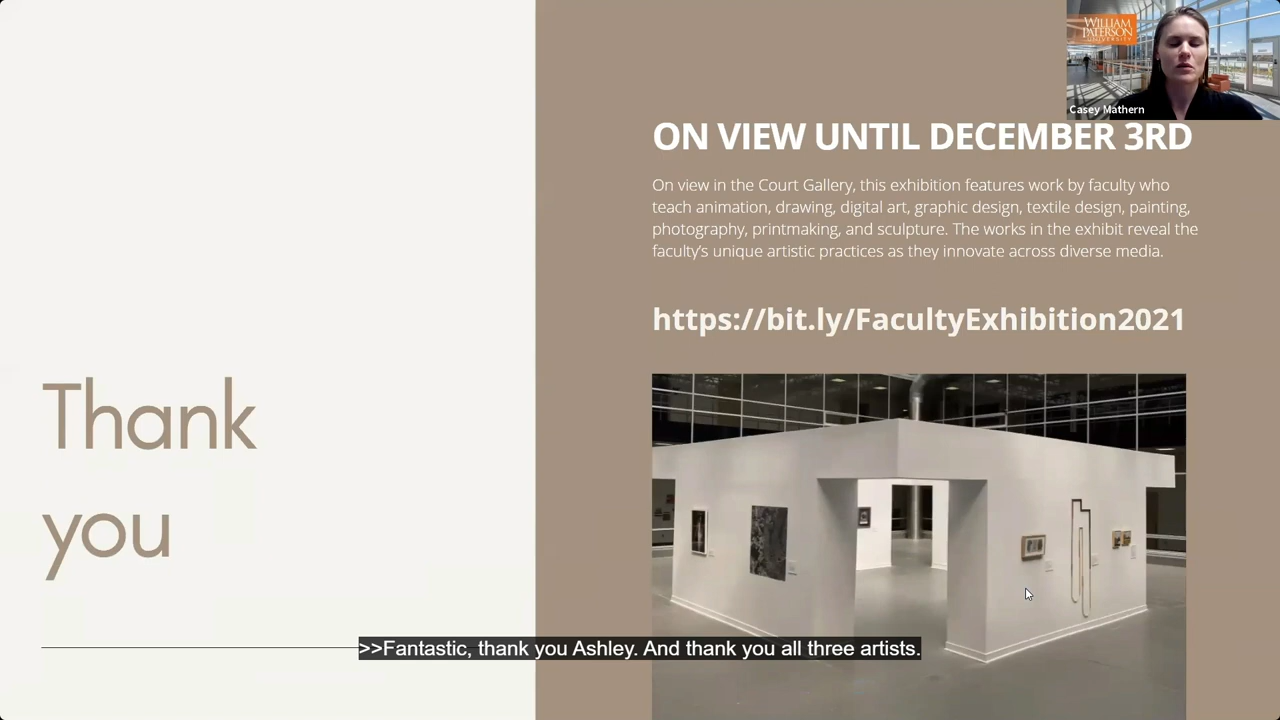 WILLIAM
PATERSON
UNIVERSITY
Casey Mathern
ON VIEW UNTIL DECEMBER 3RD
On view in the Court Gallery, this exhibition features work by faculty who
teach animation, drawing, digital art, graphic design, textile design, painting,
photography, printmaking, and sculpture. The works in the exhibit reveal the
faculty's unique artistic practices as they innovate across diverse media.
https://bit.ly/FacultyExhibition2021
Thank
you
>>Fantastic, thank you Ashley. And thank you all three artists.